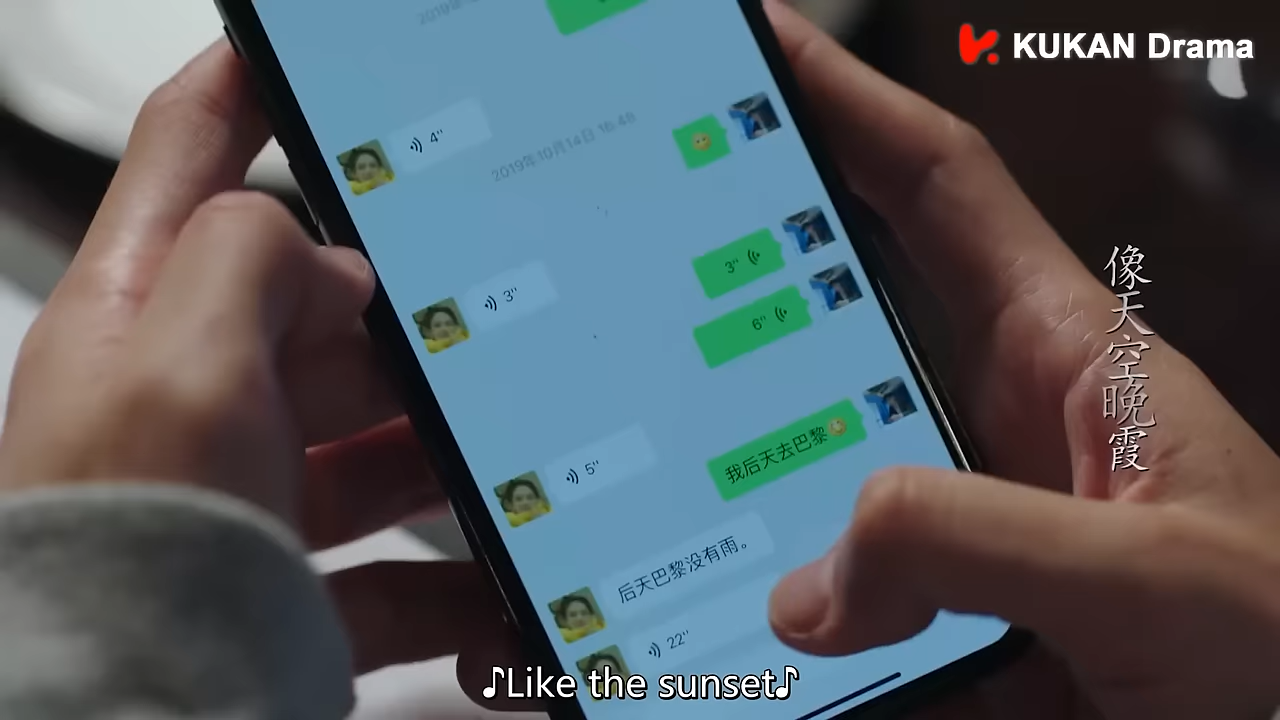 KUKAN Drama
4"
2019年10月14日 16:48
3"
3"
6"
我后天去巴黎
5"
后天巴黎没有雨。
22"
像天空晚霞
♪Like the sunset♪